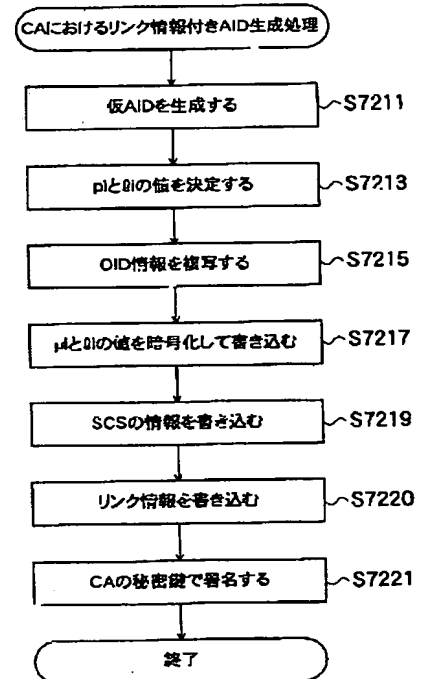 CAにおけるリンク情報付きAID生成処理
仮AIDを生成する
S7211
piとℓiの値を決定する
S7213
OID情報を複写する
S7215
piとℓiの値を暗号化して書き込む
S7217
SCSの情報を書き込む
S7219
リンク情報を書き込む
S7220
CAの秘密鍵で署名する
S7221
終了